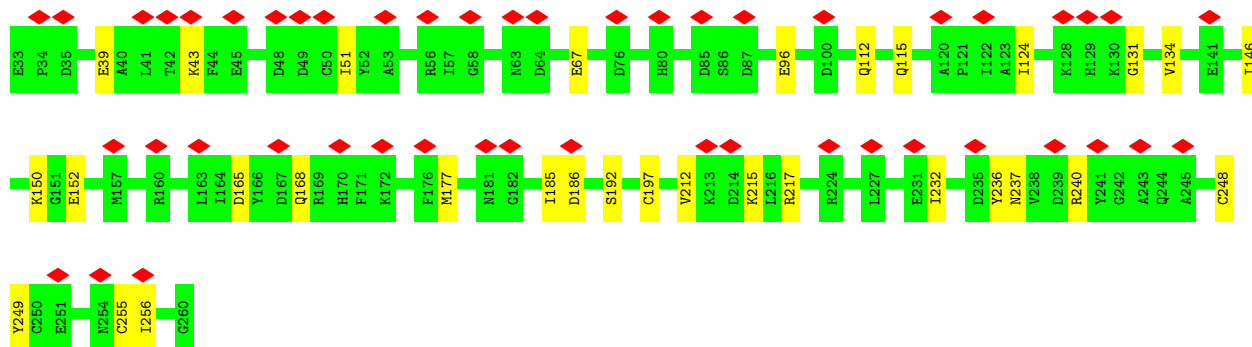 E33 P34 D35 E39 A40 L41 T42 K43 F44 E45 D48 D49 C50 I51 Y52 A53 R56 I57 G58 N63 D64 E67 D76 H80 D85 S86 D87 E96 D100 Q112 Q115 A120 P121 I122 A123 I124 K128 H129 K130 G131 V134 E141 I146
K150 G151 E152 M157 R160 L163 I164 D165 Y166 D167 Q168 R169 H170 F171 K172 F176 M177 N181 G182 I185 D186 S192 C197 V212 K213 D214 K215 L216 R217 R224 L227 E231 I232 D235 Y236 N237 V238 D239 R240 Y241 G242 A243 Q244 A245 C248
Y249 C250 E251 N254 C255 I256 G260